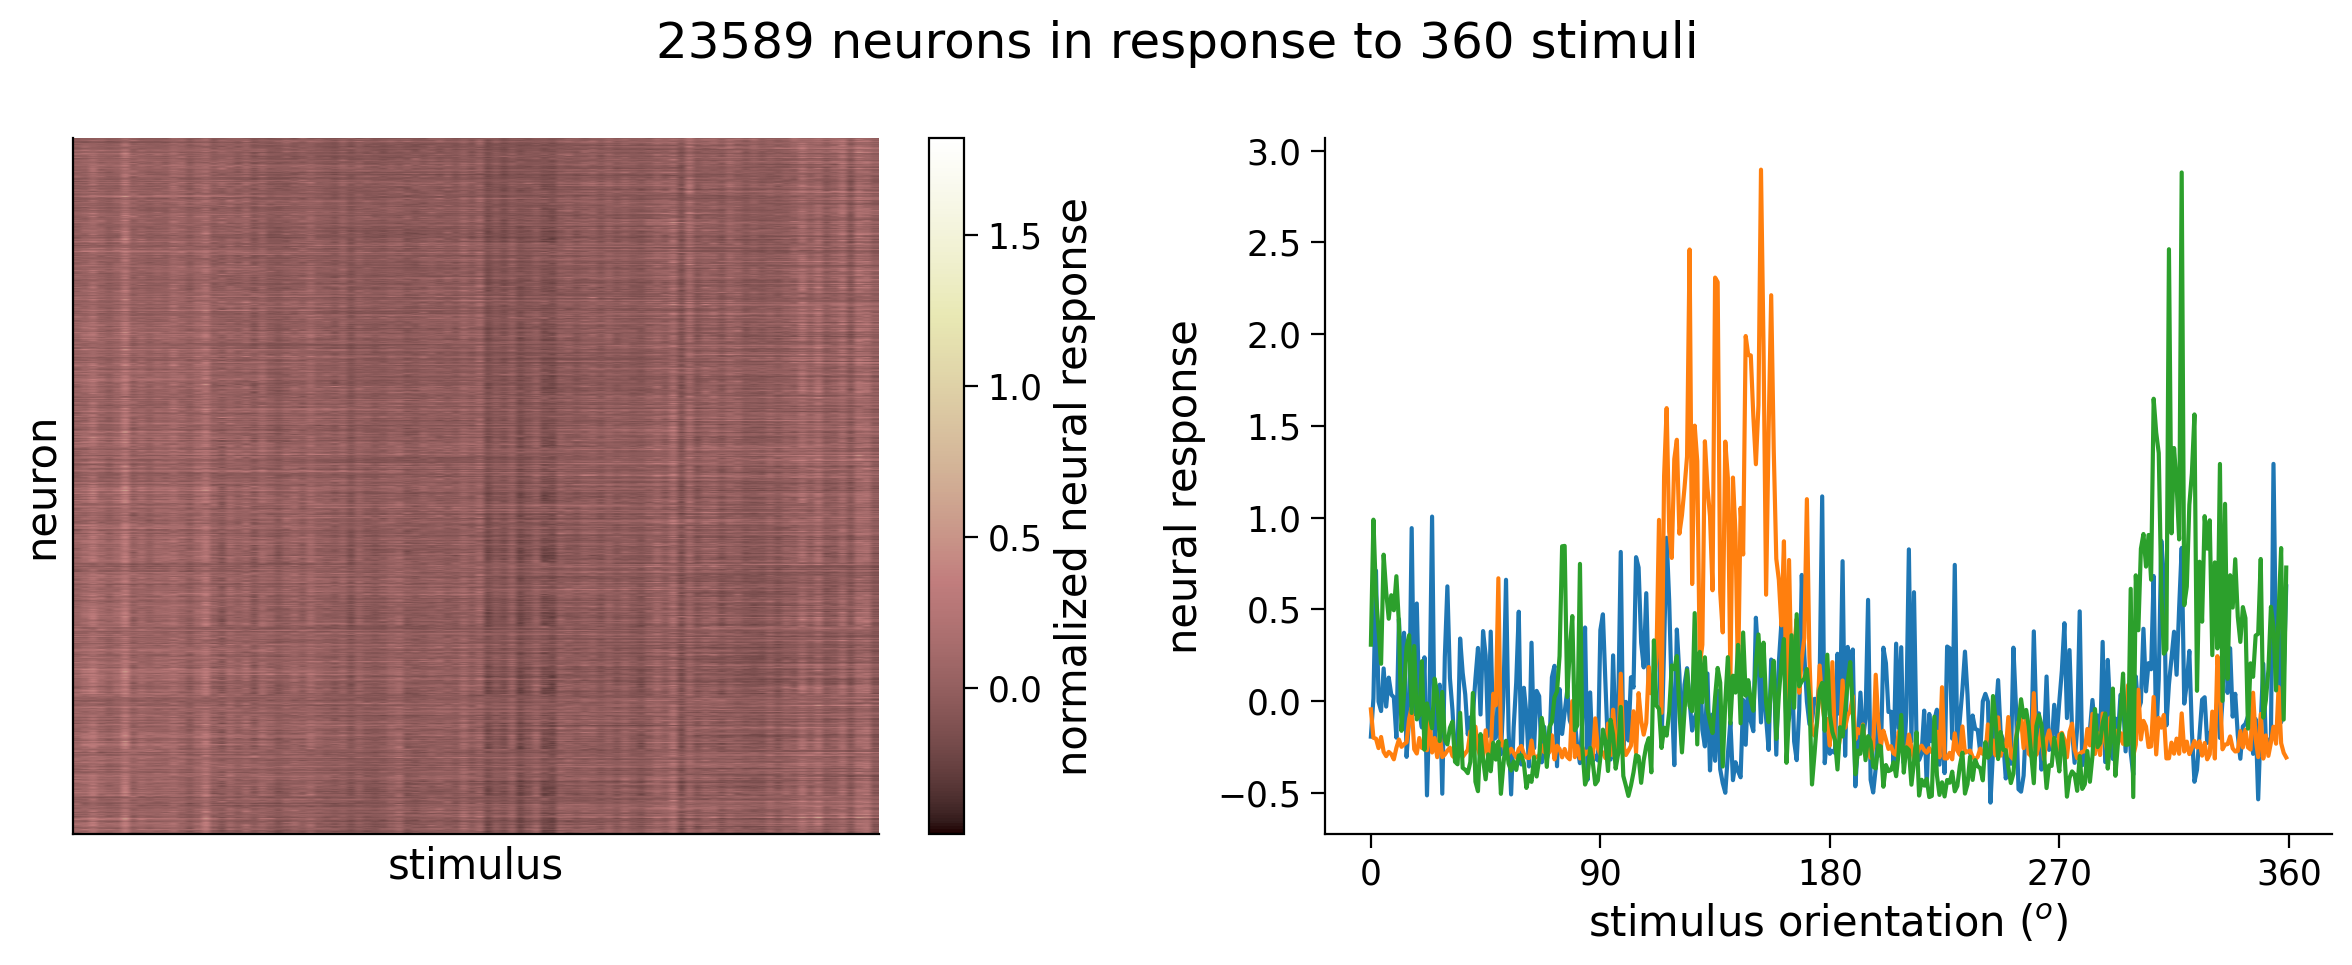 23589 neurons in response to 360 stimuli
neuron
stimulus
1.5
1.0
0.5
0.0
normalized neural response
neural response
3.0
2.5
2.0
1.5
1.0
0.5
0.0
−0.5
0 90 180 270 360
stimulus orientation (°)